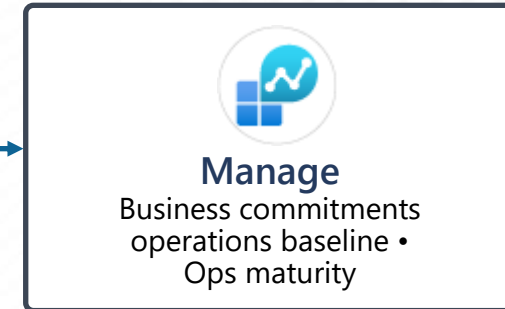 Manage
Business commitments
operations baseline •
Ops maturity